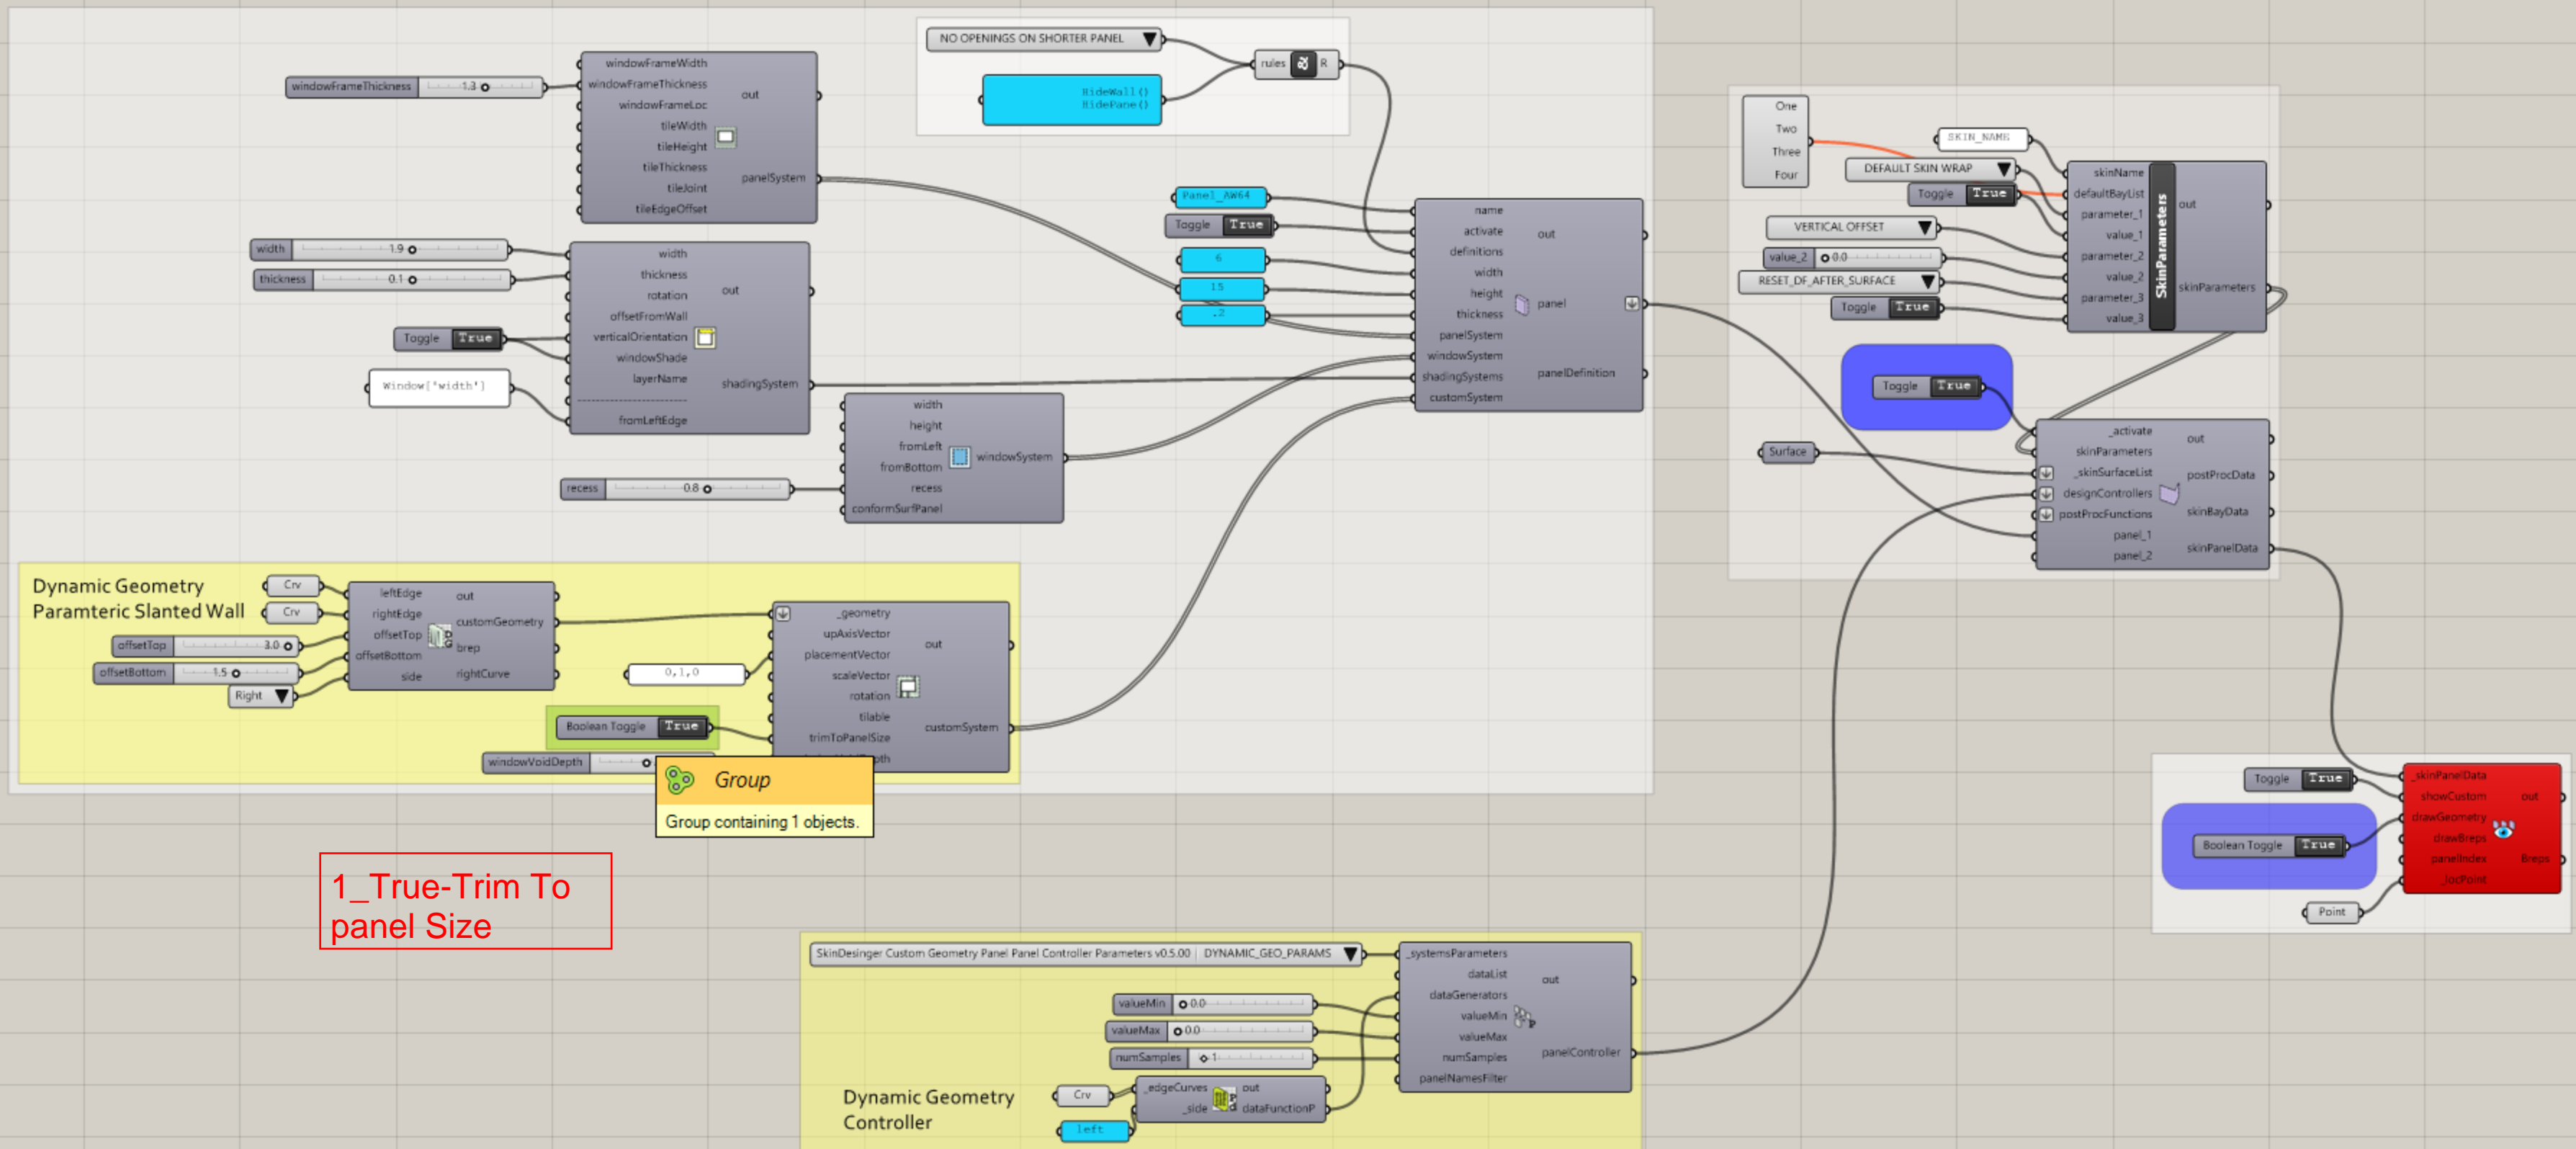 NO OPENINGS ON SHORTER PANEL
HideWall()
HidePane()
rules R
windowFrameThickness 1.3
windowFrameWidth
windowFrameThickness
windowFrameLoc
tileWidth
tileHeight
tileThickness
tileJoint
tileEdgeOffset
out
panelSystem
width 1.9
thickness 0.1
Toggle True
Window['width']
width
thickness
rotation
offsetFromWall
verticalOrientation
windowShade
layerName
fromLeftEdge
out
shadingSystem
recess 0.8
width
height
fromLeft
fromBottom
recess
conformSurfPanel
windowSystem
Panel_AW64
Toggle True
6
15
.2
name
activate
definitions
width
height
thickness
panelSystem
windowSystem
shadingSystems
customSystem
out
panel
panelDefinition
One
Two
Three
Four
SKIN_NAME
DEFAULT SKIN WRAP
Toggle True
VERTICAL OFFSET
value_2 0.0
RESET_DF_AFTER_SURFACE
Toggle True
skinName
defaultBayList
parameter_1
value_1
parameter_2
value_2
parameter_3
value_3
SkinParameters
out
skinParameters
Toggle True
Surface
_activate
skinParameters
_skinSurfaceList
designControllers
postProcFunctions
panel_1
panel_2
out
postProcData
skinBayData
skinPanelData
Dynamic Geometry
Paramteric Slanted Wall
Crv
Crv
offsetTop 3.0
offsetBottom 1.5
Right
leftEdge
rightEdge
offsetTop
offsetBottom
side
out
customGeometry
brep
rightCurve
0,1,0
Boolean Toggle True
windowVoidDepth
_geometry
upAxisVector
placementVector
scaleVector
rotation
tilable
trimToPanelSize
out
customSystem
Group
Group containing 1 objects.
1_True-Trim To
panel Size
Toggle True
Boolean Toggle True
Point
_skinPanelData
showCustom
drawGeometry
drawBreps
panelIndex
_locPoint
out
Breps
SkinDesinger Custom Geometry Panel Panel Controller Parameters v0.5.00 DYNAMIC_GEO_PARAMS
valueMin 0.0
valueMax 0.0
numSamples 1
_systemsParameters
dataList
dataGenerators
valueMin
valueMax
numSamples
panelNamesFilter
out
panelController
Dynamic Geometry
Controller
Crv
left
_edgeCurves
_side
out
dataFunctionP